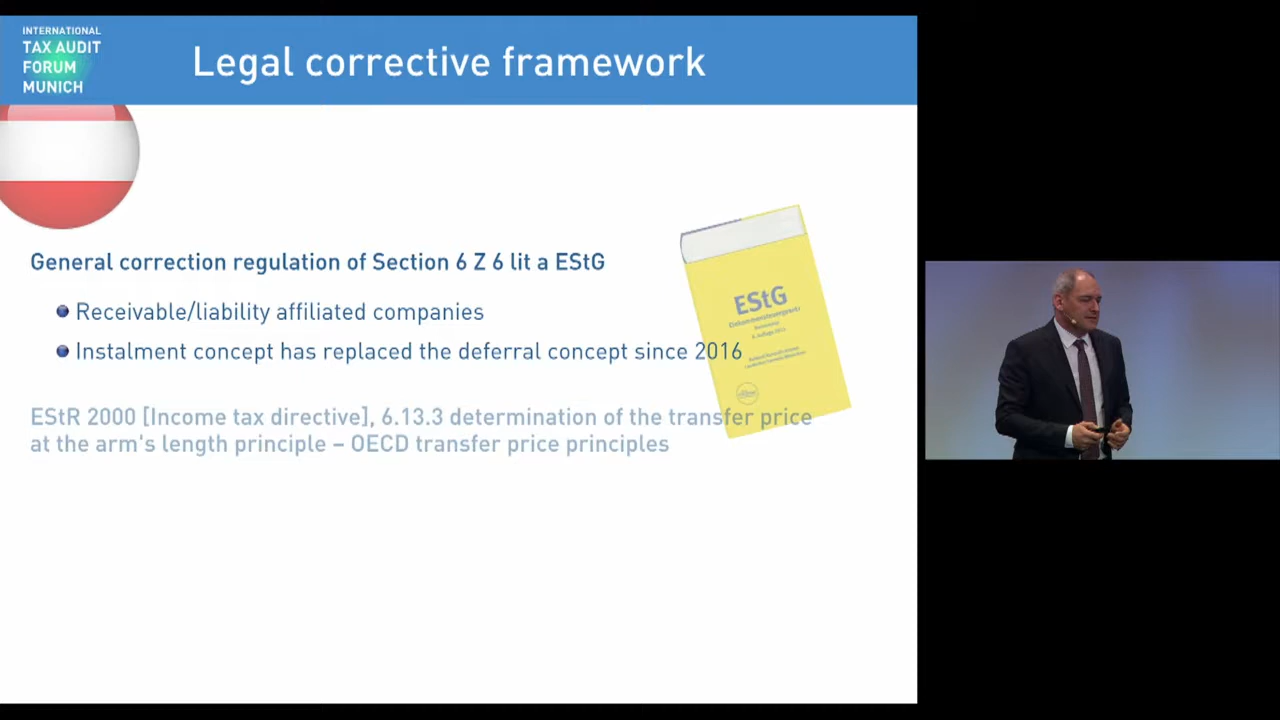 INTERNATIONAL
TAX AUDIT
FORUM
MUNICH
Legal corrective framework
General correction regulation of Section 6 Z 6 lit a EStG
Receivable/liability affiliated companies
Instalment concept has replaced the deferral concept since 2016
EStR 2000 [Income tax directive], 6.13.3 determination of the transfer price
at the arm's length principle – OECD transfer price principles
EStG
Einkommensteuergesetz